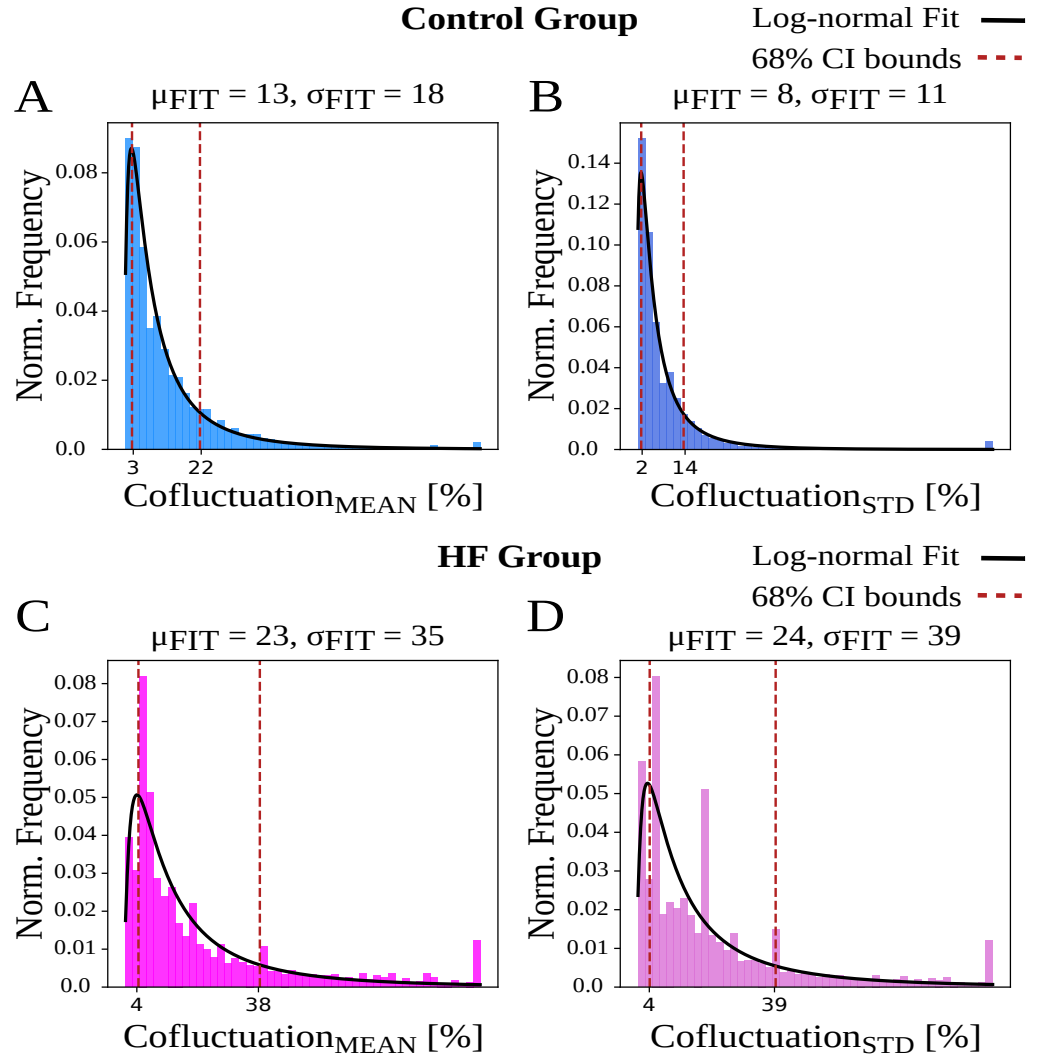 Control Group
Log-normal Fit
68% CI bounds
A
μFIT = 13, σFIT = 18
Norm. Frequency
0.08
0.06
0.04
0.02
0.0
3
22
CofluctuationMEAN [%]
B
μFIT = 8, σFIT = 11
Norm. Frequency
0.14
0.12
0.10
0.08
0.06
0.04
0.02
0.0
2
14
CofluctuationSTD [%]
HF Group
Log-normal Fit
68% CI bounds
C
μFIT = 23, σFIT = 35
Norm. Frequency
0.08
0.07
0.06
0.05
0.04
0.03
0.02
0.01
0.0
4
38
CofluctuationMEAN [%]
D
μFIT = 24, σFIT = 39
Norm. Frequency
0.08
0.07
0.06
0.05
0.04
0.03
0.02
0.01
0.0
4
39
CofluctuationSTD [%]